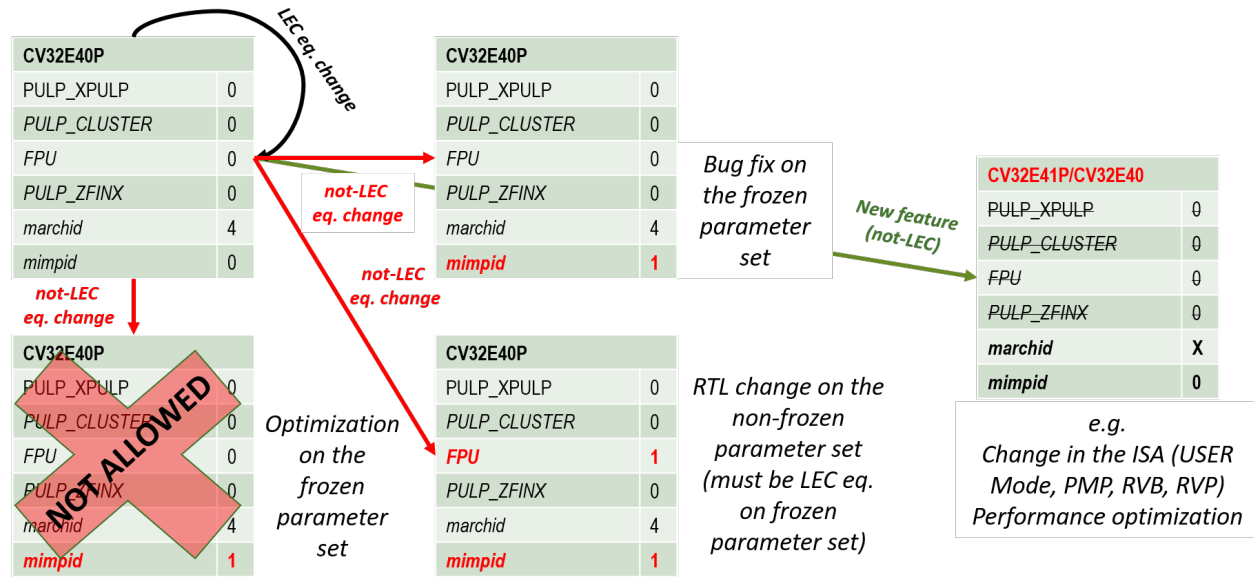 LEC eq. change
CV32E40P
PULP_XPULP 0
PULP_CLUSTER 0
FPU 0
PULP_ZFINX 0
marchid 4
mimpid 0
not-LEC
eq. change
CV32E40P
PULP_XPULP 0
PULP_CLUSTER 0
FPU 0
PULP_ZFINX 0
marchid 4
mimpid 1
Bug fix on
the frozen
parameter
set
New feature
(not-LEC)
CV32E41P/CV32E40
PULP_XPULP 0
PULP_CLUSTER 0
FPU 0
PULP_ZFINX 0
marchid X
mimpid 0
e.g.
Change in the ISA (USER
Mode, PMP, RVB, RVP)
Performance optimization
not-LEC
eq. change
CV32E40P
PULP_XPULP 0
PULP_CLUSTER 0
FPU 0
PULP_ZFINX 0
marchid 4
mimpid 1
NOT ALLOWED
Optimization
on the
frozen
parameter
set
not-LEC
eq. change
CV32E40P
PULP_XPULP 0
PULP_CLUSTER 0
FPU 1
PULP_ZFINX 0
marchid 4
mimpid 1
RTL change on the
non-frozen
parameter set
(must be LEC eq.
on frozen
parameter set)